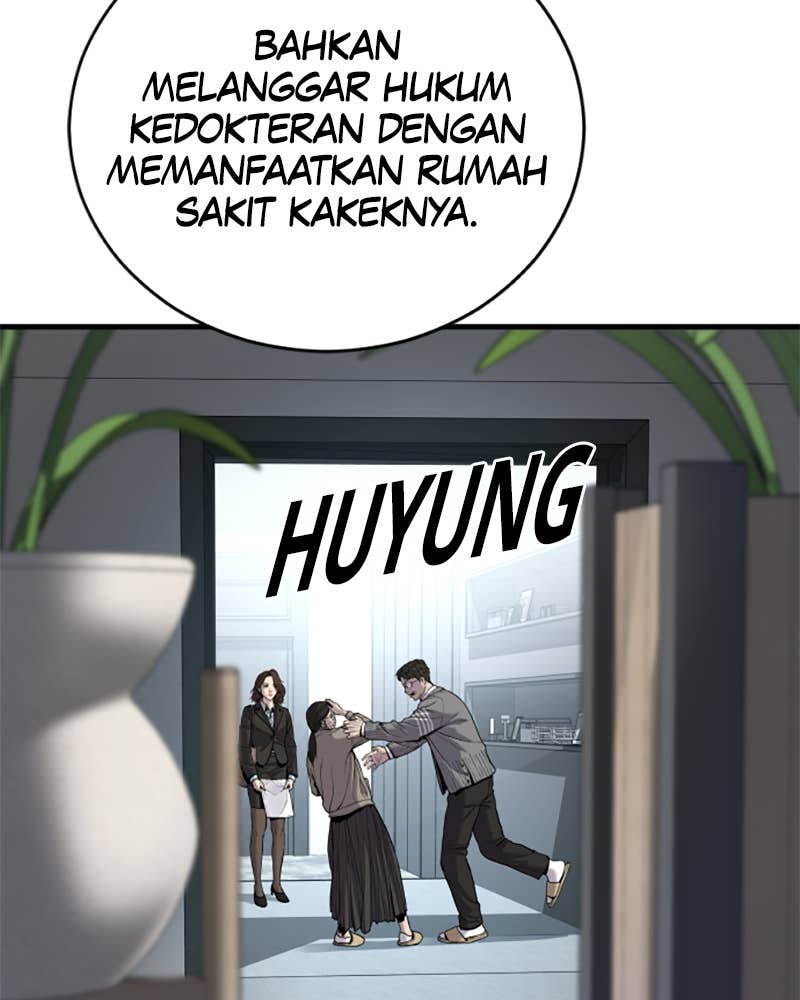 BAHKAN
MELANGGAR HUKUM
KEDOKTERAN DENGAN
MEMANFAATKAN RUMAH
SAKIT KAKEKNYA.
HUYUNG